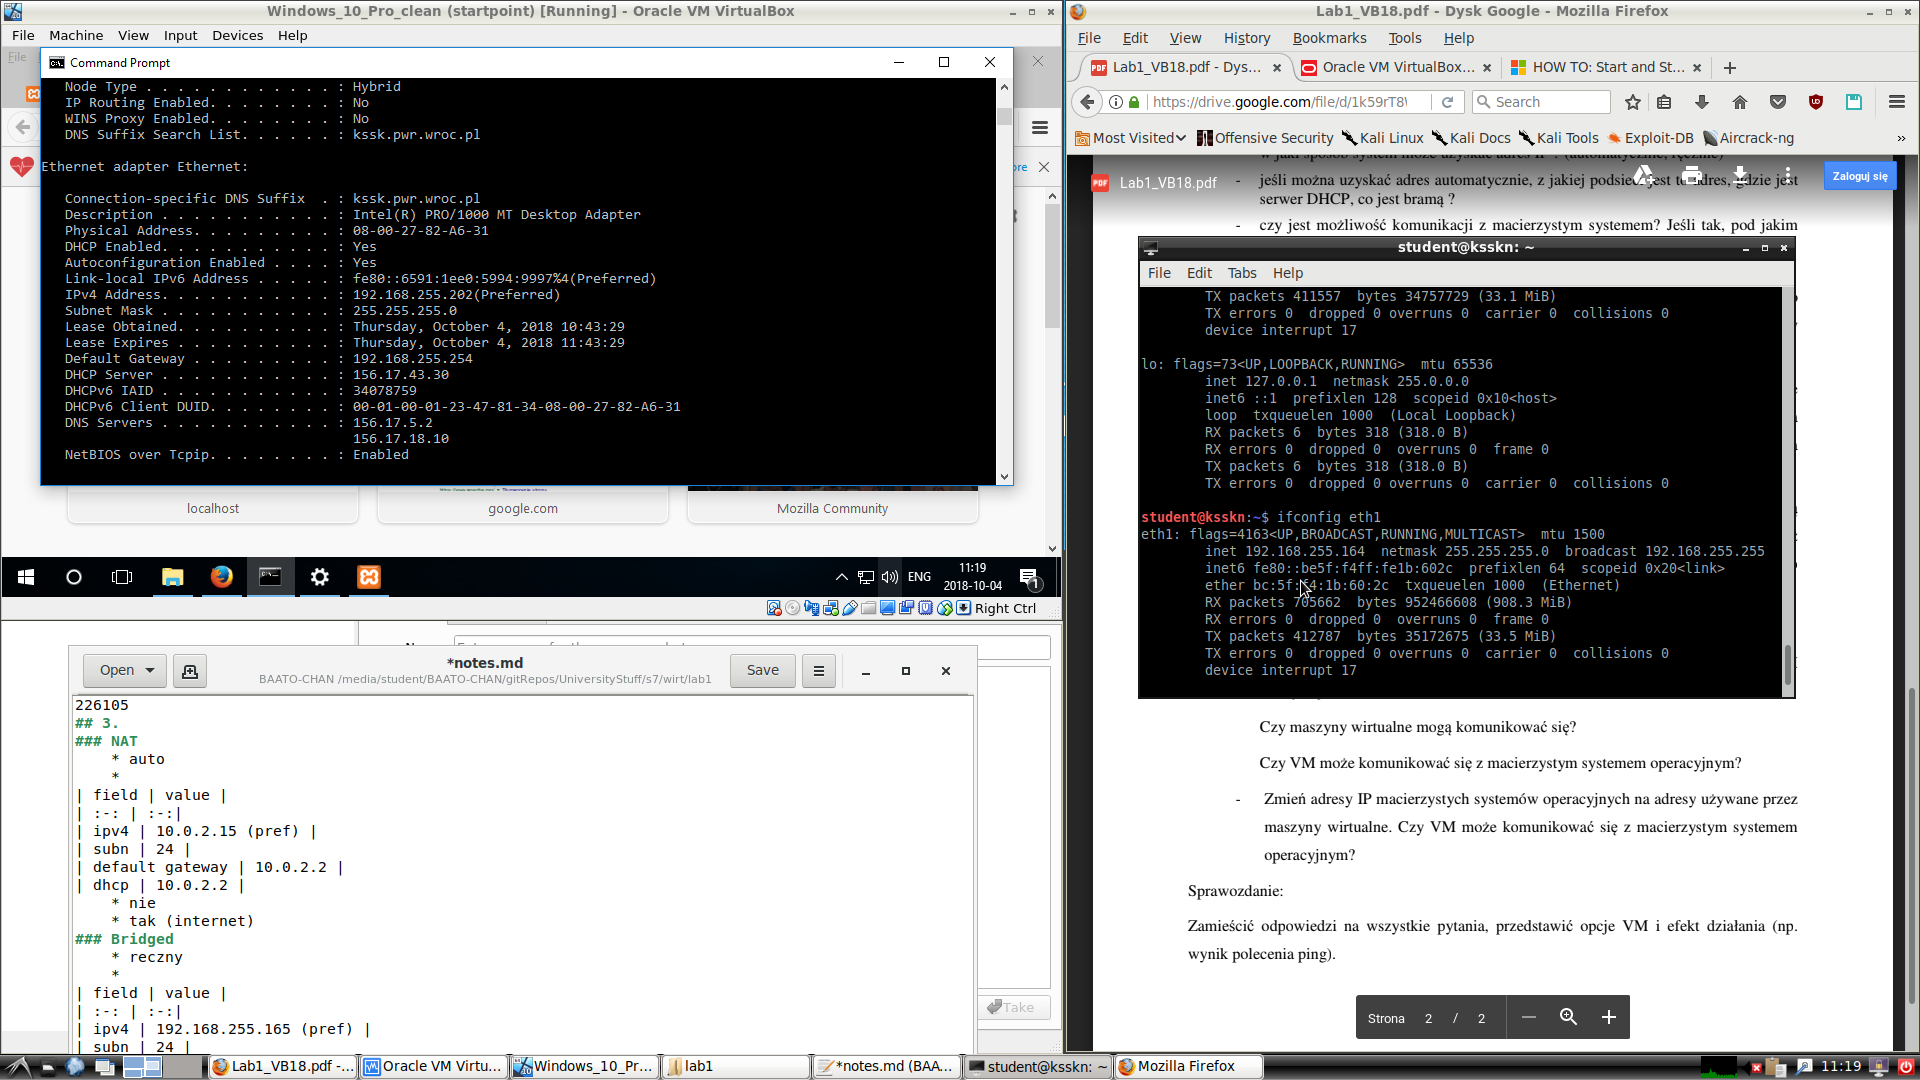 Windows_10_Pro_clean (startpoint) [Running] - Oracle VM VirtualBox
File Machine View Input Devices Help
File
Command Prompt
Node Type . . . . . . . . . . . . : Hybrid
IP Routing Enabled. . . . . . . . : No
WINS Proxy Enabled. . . . . . . . : No
DNS Suffix Search List. . . . . . : kssk.pwr.wroc.pl
Ethernet adapter Ethernet:
Connection-specific DNS Suffix  . : kssk.pwr.wroc.pl
Description . . . . . . . . . . . : Intel(R) PRO/1000 MT Desktop Adapter
Physical Address. . . . . . . . . : 08-00-27-82-A6-31
DHCP Enabled. . . . . . . . . . . : Yes
Autoconfiguration Enabled . . . . : Yes
Link-local IPv6 Address . . . . . : fe80::6591:1ee0:5994:9997%4(Preferred)
IPv4 Address. . . . . . . . . . . : 192.168.255.202(Preferred)
Subnet Mask . . . . . . . . . . . : 255.255.255.0
Lease Obtained. . . . . . . . . . : Thursday, October 4, 2018 10:43:29
Lease Expires . . . . . . . . . . : Thursday, October 4, 2018 11:43:29
Default Gateway . . . . . . . . . : 192.168.255.254
DHCP Server . . . . . . . . . . . : 156.17.43.30
DHCPv6 IAID . . . . . . . . . . . : 34078759
DHCPv6 Client DUID. . . . . . . . : 00-01-00-01-23-47-81-34-08-00-27-82-A6-31
DNS Servers . . . . . . . . . . . : 156.17.5.2
156.17.18.10
NetBIOS over Tcpip. . . . . . . . : Enabled
localhost google.com Mozilla Community
ENG 11:19
2018-10-04
1
Right Ctrl
Open *notes.md Save
BAATO-CHAN /media/student/BAATO-CHAN/gitRepos/UniversityStuff/s7/wirt/lab1
226105
## 3.
### NAT
* auto
*
| field | value |
| :-: | :-:|
| ipv4 | 10.0.2.15 (pref) |
| subn | 24 |
| default gateway | 10.0.2.2 |
| dhcp | 10.0.2.2 |
* nie
* tak (internet)
### Bridged
* reczny
*
| field | value |
| :-: | :-:|
| ipv4 | 192.168.255.165 (pref) |
| subn | 24 |
Take
Lab1_VB18.pdf - Dysk Google - Mozilla Firefox
File Edit View History Bookmarks Tools Help
Lab1_VB18.pdf - Dys... Oracle VM VirtualBox... HOW TO: Start and St...
https://drive.google.com/file/d/1k59rT8 Search
Most Visited Offensive Security Kali Linux Kali Docs Kali Tools Exploit-DB Aircrack-ng »
PDF Lab1_VB18.pdf Zaloguj się
- jeśli można uzyskać adres automatycznie, z jakiej podsieci jest to adres, gdzie jest
serwer DHCP, co jest bramą ?
- czy jest możliwość komunikacji z macierzystym systemem? Jeśli tak, pod jakim
student@ksskn: ~
File Edit Tabs Help
TX packets 411557  bytes 34757729 (33.1 MiB)
TX errors 0  dropped 0 overruns 0  carrier 0  collisions 0
device interrupt 17
lo: flags=73<UP,LOOPBACK,RUNNING>  mtu 65536
inet 127.0.0.1  netmask 255.0.0.0
inet6 ::1  prefixlen 128  scopeid 0x10<host>
loop  txqueuelen 1000  (Local Loopback)
RX packets 6  bytes 318 (318.0 B)
RX errors 0  dropped 0  overruns 0  frame 0
TX packets 6  bytes 318 (318.0 B)
TX errors 0  dropped 0 overruns 0  carrier 0  collisions 0
student@ksskn:~$ ifconfig eth1
eth1: flags=4163<UP,BROADCAST,RUNNING,MULTICAST>  mtu 1500
inet 192.168.255.164  netmask 255.255.255.0  broadcast 192.168.255.255
inet6 fe80::be5f:f4ff:fe1b:602c  prefixlen 64  scopeid 0x20<link>
ether bc:5f:f4:1b:60:2c  txqueuelen 1000  (Ethernet)
RX packets 705662  bytes 952466608 (908.3 MiB)
RX errors 0  dropped 0  overruns 0  frame 0
TX packets 412787  bytes 35172675 (33.5 MiB)
TX errors 0  dropped 0 overruns 0  carrier 0  collisions 0
device interrupt 17
Czy maszyny wirtualne mogą komunikować się?
Czy VM może komunikować się z macierzystym systemem operacyjnym?
- Zmień adresy IP macierzystych systemów operacyjnych na adresy używane przez
maszyny wirtualne. Czy VM może komunikować się z macierzystym systemem
operacyjnym?
Sprawozdanie:
Zamieścić odpowiedzi na wszystkie pytania, przedstawić opcje VM i efekt działania (np.
wynik polecenia ping).
Strona 2 / 2
Lab1_VB18.pdf -... Oracle VM Virtu... Windows_10_Pr... lab1 *notes.md (BAA... student@ksskn: ~ Mozilla Firefox 11:19